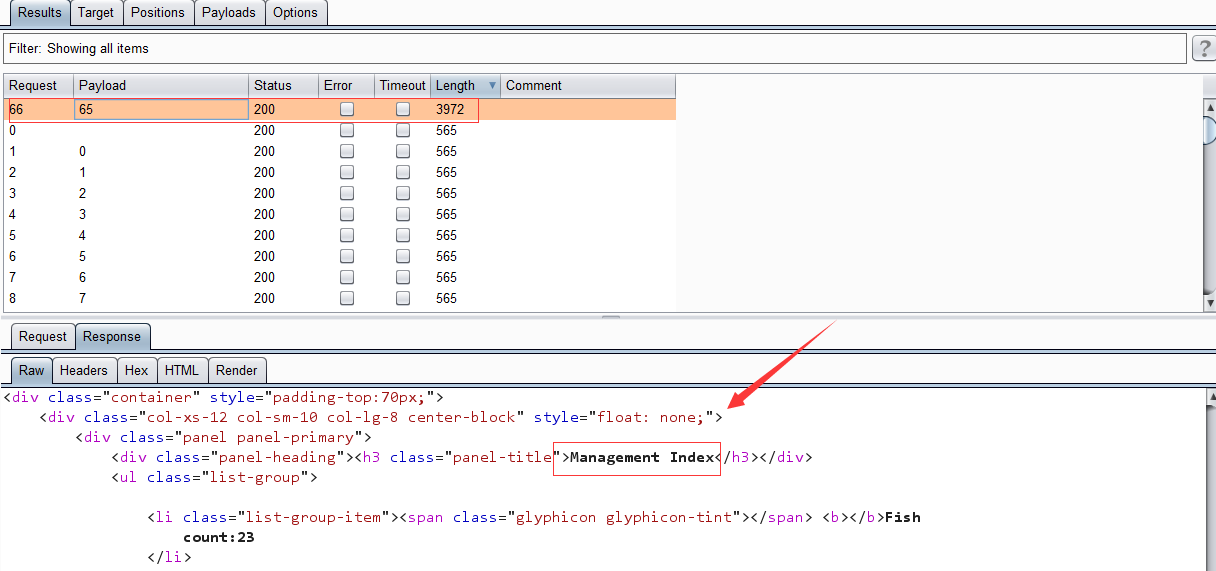 Results Target Positions Payloads Options
Filter: Showing all items ?
Request Payload Status Error Timeout Length Comment
66 65 200 3972
0 200 565
1 0 200 565
2 1 200 565
3 2 200 565
4 3 200 565
5 4 200 565
6 5 200 565
7 6 200 565
8 7 200 565
Request Response
Raw Headers Hex HTML Render
<div class="container" style="padding-top:70px;">
<div class="col-xs-12 col-sm-10 col-lg-8 center-block" style="float: none;">
<div class="panel panel-primary">
<div class="panel-heading"><h3 class="panel-title">Management Index</h3></div>
<ul class="list-group">
<li class="list-group-item"><span class="glyphicon glyphicon-tint"></span> <b></b>Fish
count:23
</li>